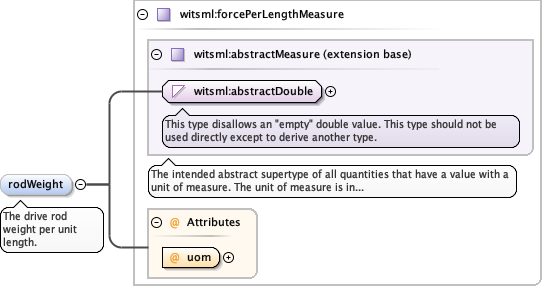 witsml:forcePerLengthMeasure
witsml:abstractMeasure (extension base)
witsml:abstractDouble
This type disallows an "empty" double value. This type should not be
used directly except to derive another type.
The intended abstract supertype of all quantities that have a value with a
unit of measure. The unit of measure is in...
rodWeight
The drive rod
weight per unit
length.
@ Attributes
@ uom